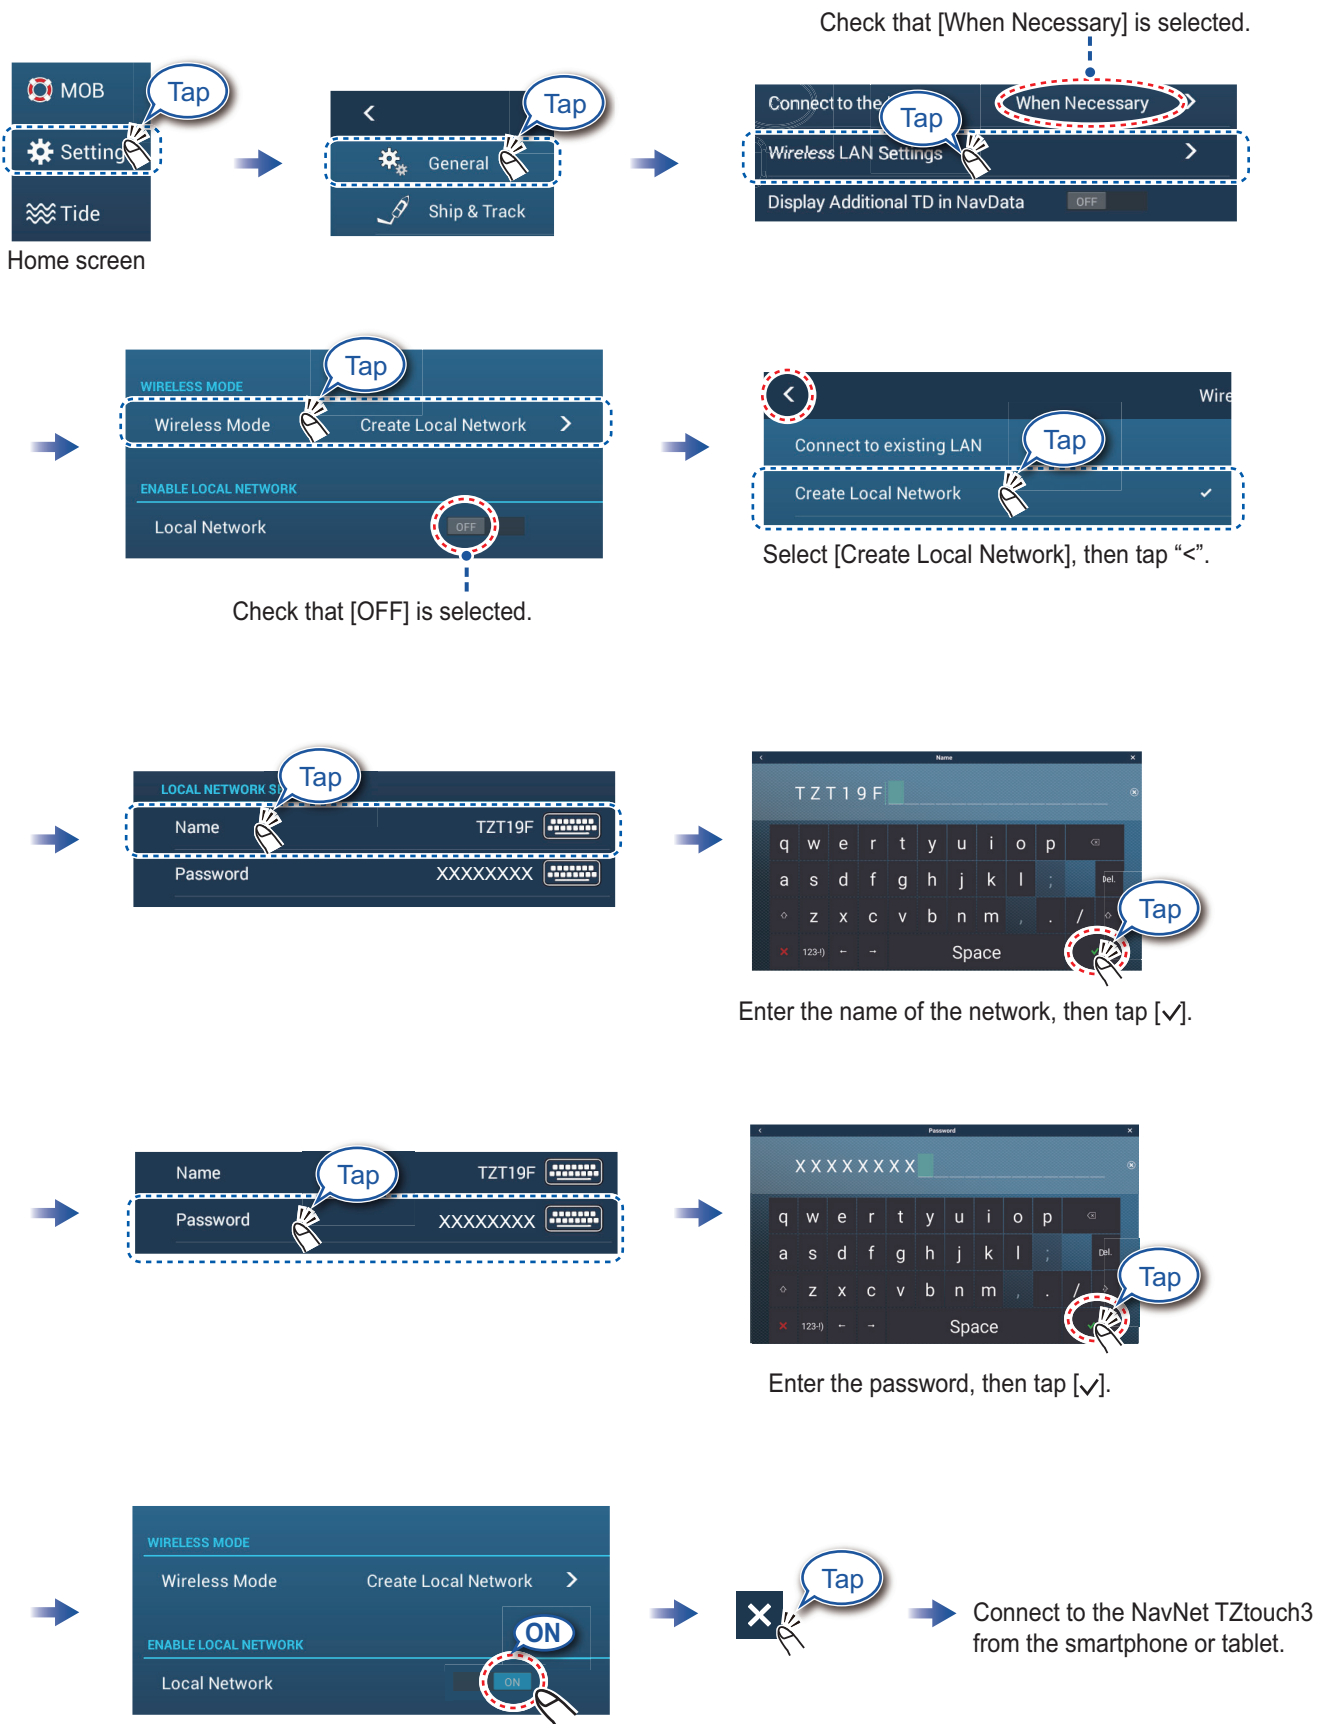 Check that [When Necessary] is selected.
MOB
Tap
Setting
Tide
Home screen
<
Tap
General
Ship & Track
Connect to the
When Necessary
Tap
Wireless LAN Settings
Display Additional TD in NavData
OFF
WIRELESS MODE
Tap
Wireless Mode
Create Local Network
ENABLE LOCAL NETWORK
Local Network
OFF
Check that [OFF] is selected.
<
Wire
Connect to existing LAN
Tap
Create Local Network
Select [Create Local Network], then tap “<”.
LOCAL NETWORK S
Tap
Name
TZT19F
Password
XXXXXXXX
Name
TZT19F
q w e r t y u i o p
a s d f g h j k l ; Del.
z x c v b n m , . /
123-!) ← → Space
Tap
Enter the name of the network, then tap [✓].
Name
TZT19F
Tap
Password
XXXXXXXX
Password
XXXXXXXX
q w e r t y u i o p
a s d f g h j k l ; Del.
z x c v b n m , . /
123-!) ← → Space
Tap
Enter the password, then tap [✓].
WIRELESS MODE
Wireless Mode
Create Local Network
ON
ENABLE LOCAL NETWORK
Local Network
ON
Tap
Connect to the NavNet TZtouch3
from the smartphone or tablet.